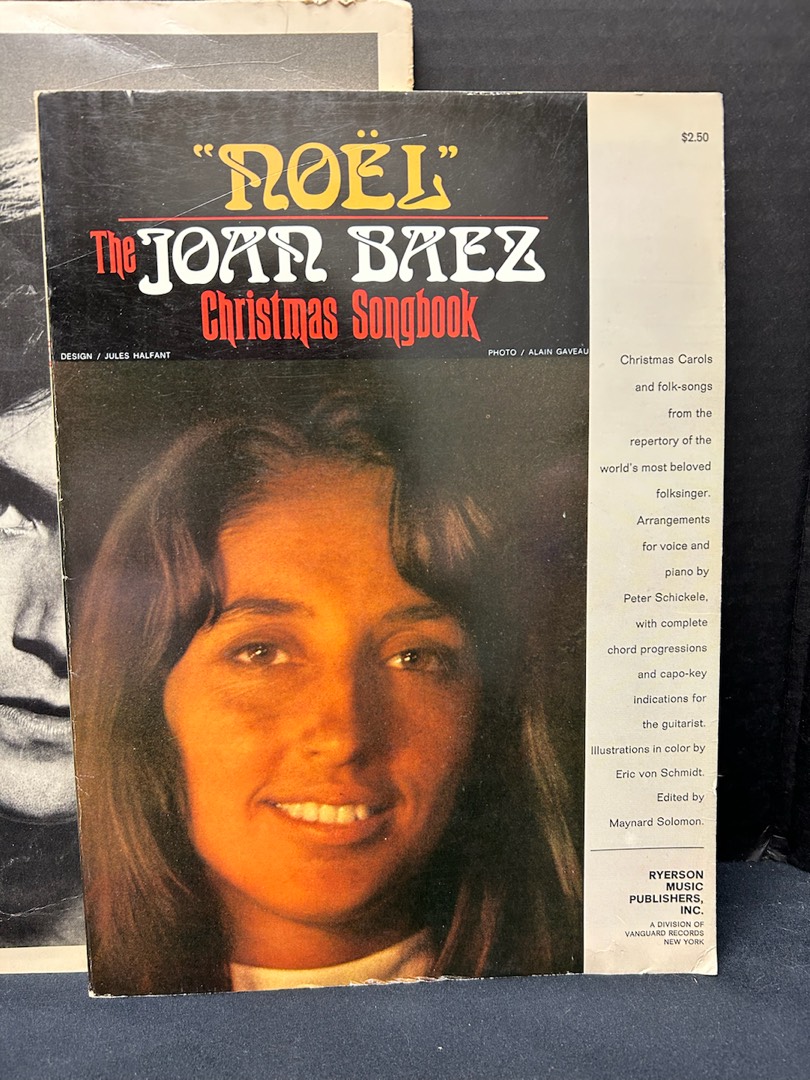 "NOËL"
The JOAN BAEZ
Christmas Songbook
DESIGN / JULES HALFANT
PHOTO / ALAIN GAVEAU
$2.50
Christmas Carols
and folk-songs
from the
repertory of the
world's most beloved
folksinger.
Arrangements
for voice and
piano by
Peter Schickele,
with complete
chord progressions
and capo-key
indications for
the guitarist.
Illustrations in color by
Eric von Schmidt.
Edited by
Maynard Solomon.
RYERSON
MUSIC
PUBLISHERS,
INC.
A DIVISION OF
VANGUARD RECORDS
NEW YORK